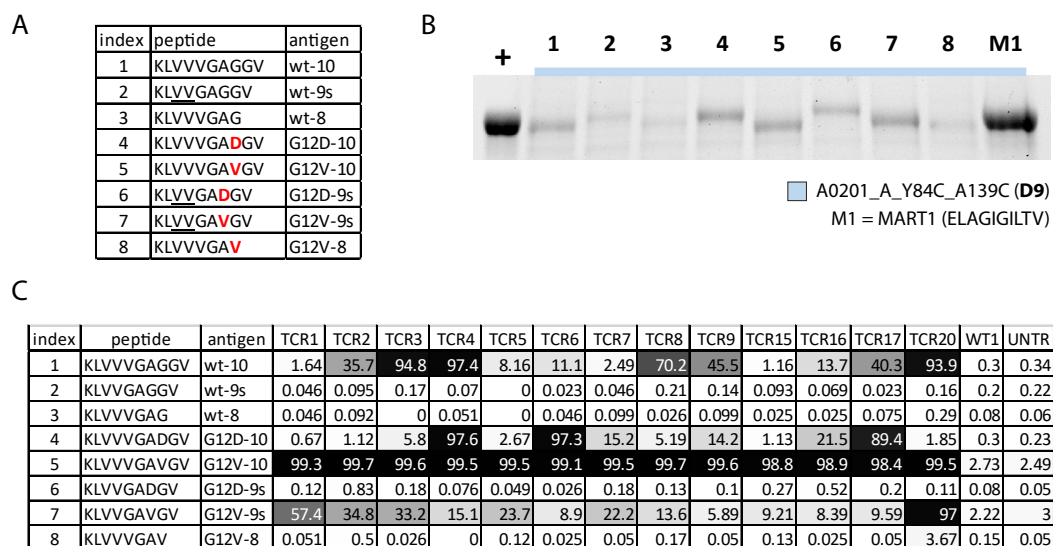 A
index peptide antigen
1 KLVVVGAGGV wt-10
2 KLVVGAGGV wt-9s
3 KLVVVGAG wt-8
4 KLVVVGADGV G12D-10
5 KLVVVGAVGV G12V-10
6 KLVVGADGV G12D-9s
7 KLVVGAVGV G12V-9s
8 KLVVVGAV G12V-8
B
+ 1 2 3 4 5 6 7 8 M1
A0201_A_Y84C_A139C (D9)
M1 = MART1 (ELAGIGILTV)
C
index peptide antigen TCR1 TCR2 TCR3 TCR4 TCR5 TCR6 TCR7 TCR8 TCR9 TCR15 TCR16 TCR17 TCR20 WT1 UNTR
1 KLVVVGAGGV wt-10 1.64 35.7 94.8 97.4 8.16 11.1 2.49 70.2 45.5 1.16 13.7 40.3 93.9 0.3 0.34
2 KLVVGAGGV wt-9s 0.046 0.095 0.17 0.07 0 0.023 0.046 0.21 0.14 0.093 0.069 0.023 0.16 0.2 0.22
3 KLVVVGAG wt-8 0.046 0.092 0 0.051 0 0.046 0.099 0.026 0.099 0.025 0.025 0.075 0.29 0.08 0.06
4 KLVVVGADGV G12D-10 0.67 1.12 5.8 97.6 2.67 97.3 15.2 5.19 14.2 1.13 21.5 89.4 1.85 0.3 0.23
5 KLVVVGAVGV G12V-10 99.3 99.7 99.6 99.5 99.5 99.1 99.5 99.7 99.6 98.8 98.9 98.4 99.5 2.73 2.49
6 KLVVGADGV G12D-9s 0.12 0.83 0.18 0.076 0.049 0.026 0.18 0.13 0.1 0.27 0.52 0.2 0.11 0.08 0.05
7 KLVVGAVGV G12V-9s 57.4 34.8 33.2 15.1 23.7 8.9 22.2 13.6 5.89 9.21 8.39 9.59 97 2.22 3
8 KLVVVGAV G12V-8 0.051 0.5 0.026 0 0.12 0.025 0.05 0.17 0.05 0.13 0.025 0.05 3.67 0.15 0.05